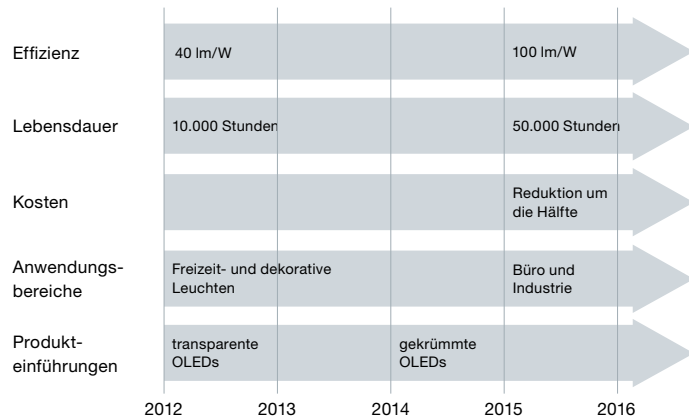 Effizienz
40 lm/W
100 lm/W
Lebensdauer
10.000 Stunden
50.000 Stunden
Kosten
Reduktion um
die Hälfte
Anwendungs-
bereiche
Freizeit- und dekorative
Leuchten
Büro und
Industrie
Produkt-
einführungen
transparente
OLEDs
gekrümmte
OLEDs
2012 2013 2014 2015 2016